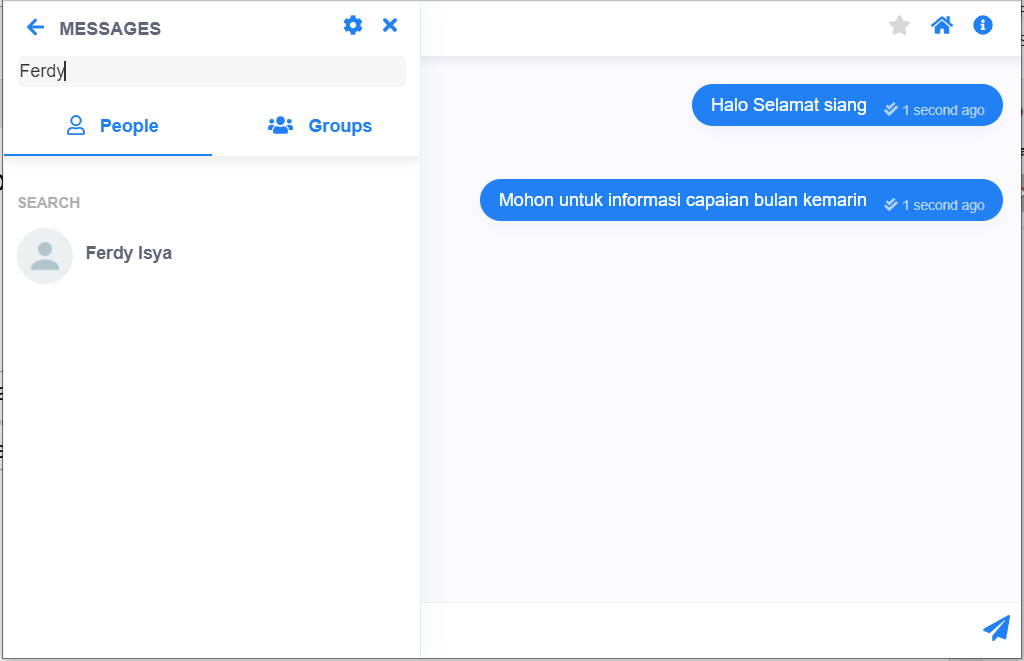 MESSAGES
Ferdy
People
Groups
SEARCH
Ferdy Isya
Halo Selamat siang 1 second ago
Mohon untuk informasi capaian bulan kemarin 1 second ago